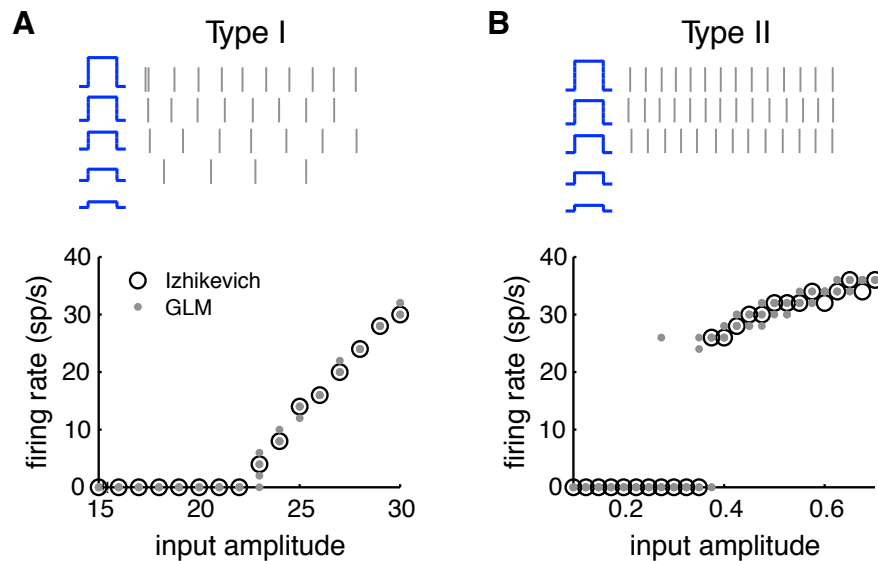 A
Type I
B
Type II
40
30
20
10
0
firing rate (sp/s)
Izhikevich
GLM
15
20
25
30
input amplitude
40
30
20
10
0
firing rate (sp/s)
0.2
0.4
0.6
input amplitude